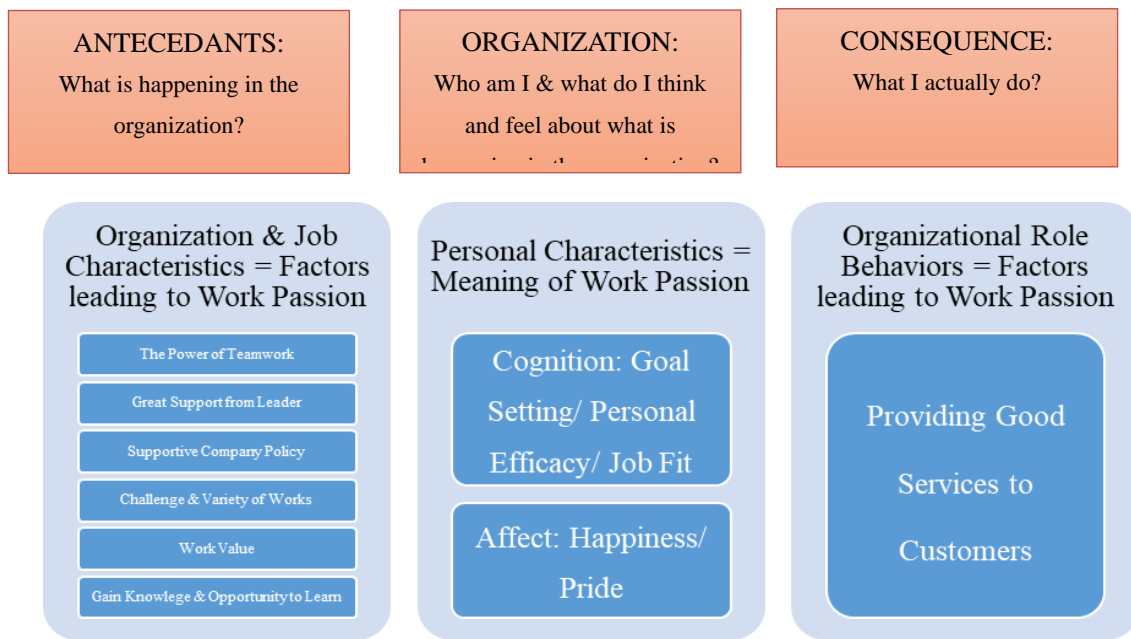 ANTECEDANTS:
What is happening in the
organization?
ORGANIZATION:
Who am I & what do I think
and feel about what is
CONSEQUENCE:
What I actually do?
Organization & Job
Characteristics = Factors
leading to Work Passion
The Power of Teamwork
Great Support from Leader
Supportive Company Policy
Challenge & Variety of Works
Work Value
Gain Knowlege & Opportunity to Learn
Personal Characteristics =
Meaning of Work Passion
Cognition: Goal
Setting/ Personal
Efficacy/ Job Fit
Affect: Happiness/
Pride
Organizational Role
Behaviors = Factors
leading to Work Passion
Providing Good
Services to
Customers